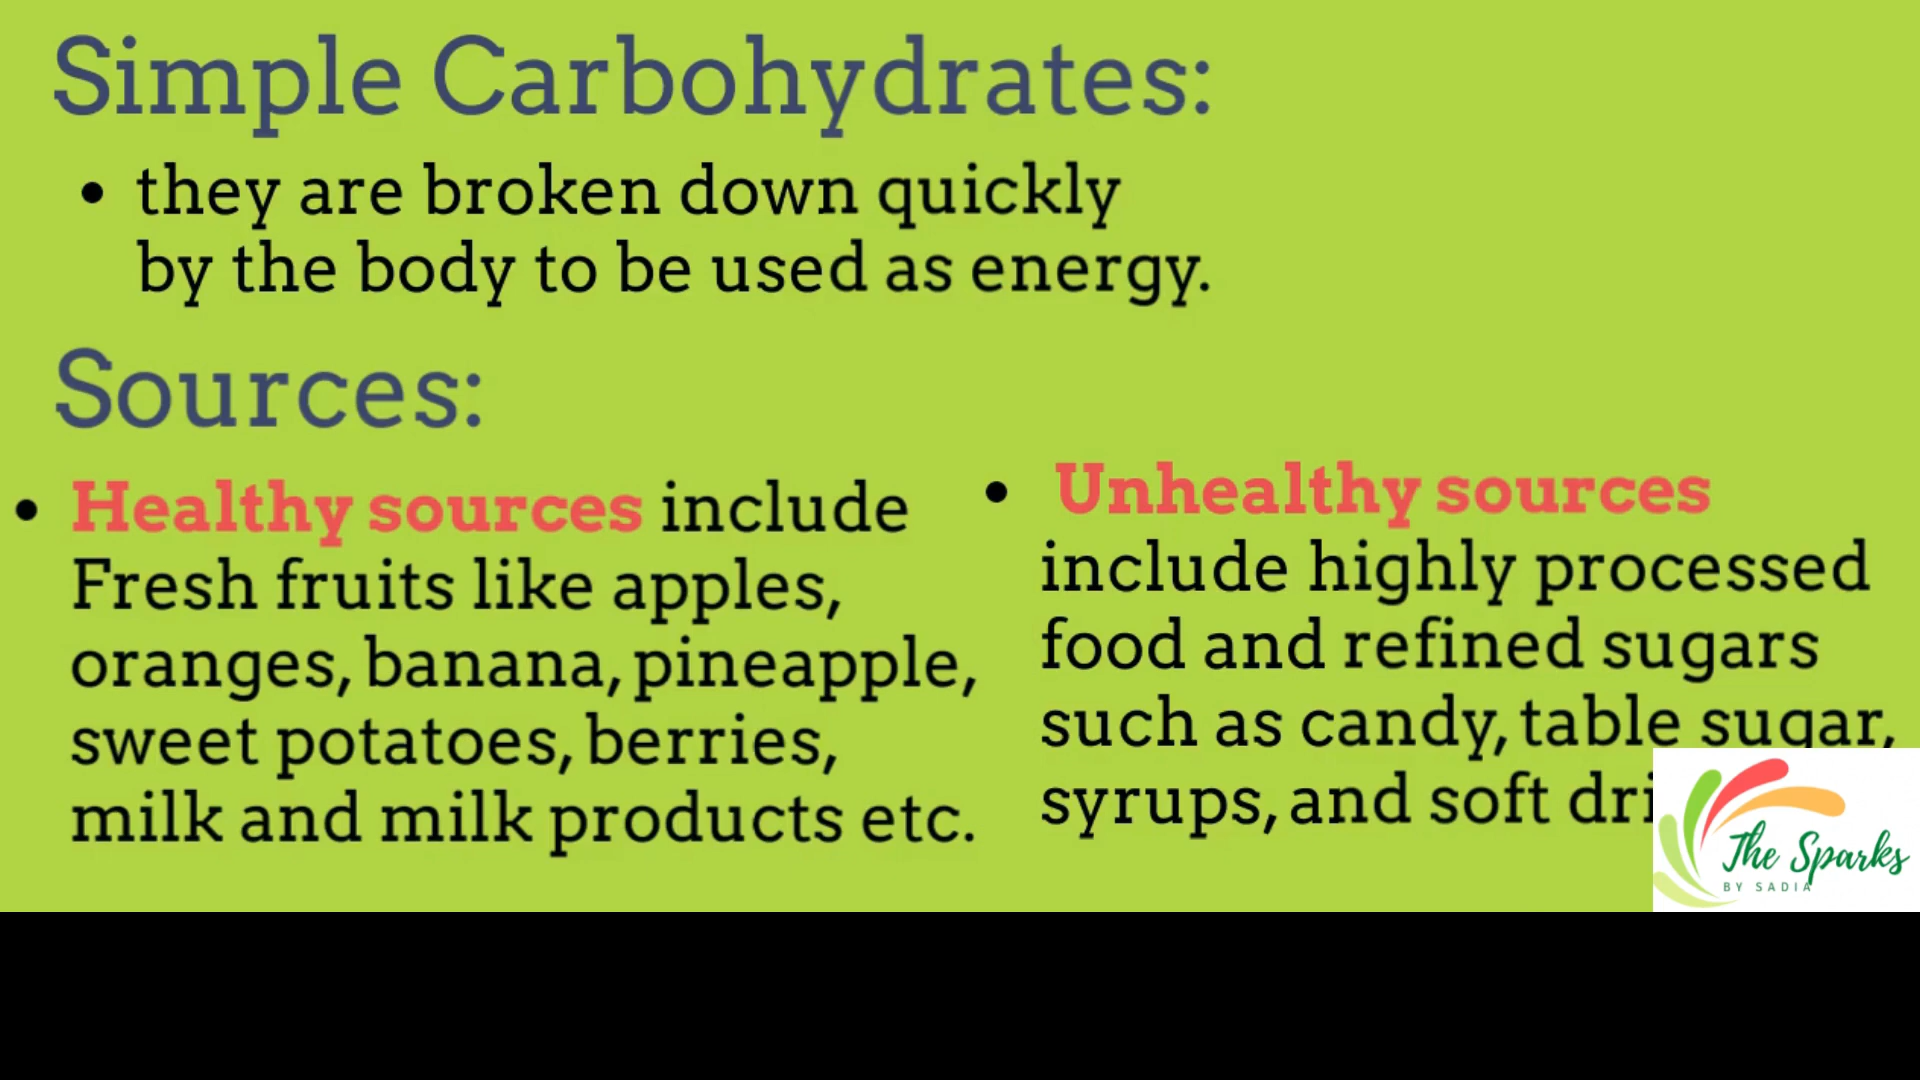 Simple Carbohydrates:
• they are broken down quickly
by the body to be used as energy.
Sources:
• Healthy sources include
Fresh fruits like apples,
oranges, banana, pineapple,
sweet potatoes, berries,
milk and milk products etc.
• Unhealthy sources
include highly processed
food and refined sugars
such as candy, table sugar,
syrups, and soft
The Sparks
BY SADIA